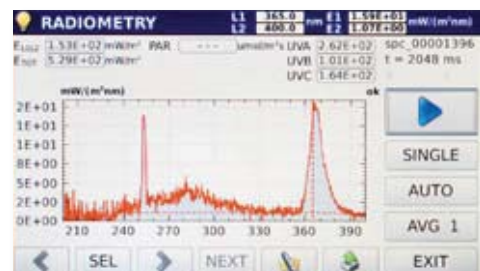 RADIOMETRY L1 365.0 nm E1 1.59E+01 mW/(m²nm)
L2 400.0 E2 1.07E+00
EL1L2 1.53E+02 mW/m² PAR --- μmol/m²s UVA 2.62E+02 spc_00001396
ETOT 5.29E+02 mW/m² UVB 1.01E+02 t = 2048 ms
UVC 1.64E+02
mW/(m²nm) ok
2E+01
1E+01
1E+01
8E+00
5E+00
2E+00
0E+00
210 240 270 300 330 360 390
SINGLE
AUTO
AVG 1
SEL NEXT EXIT